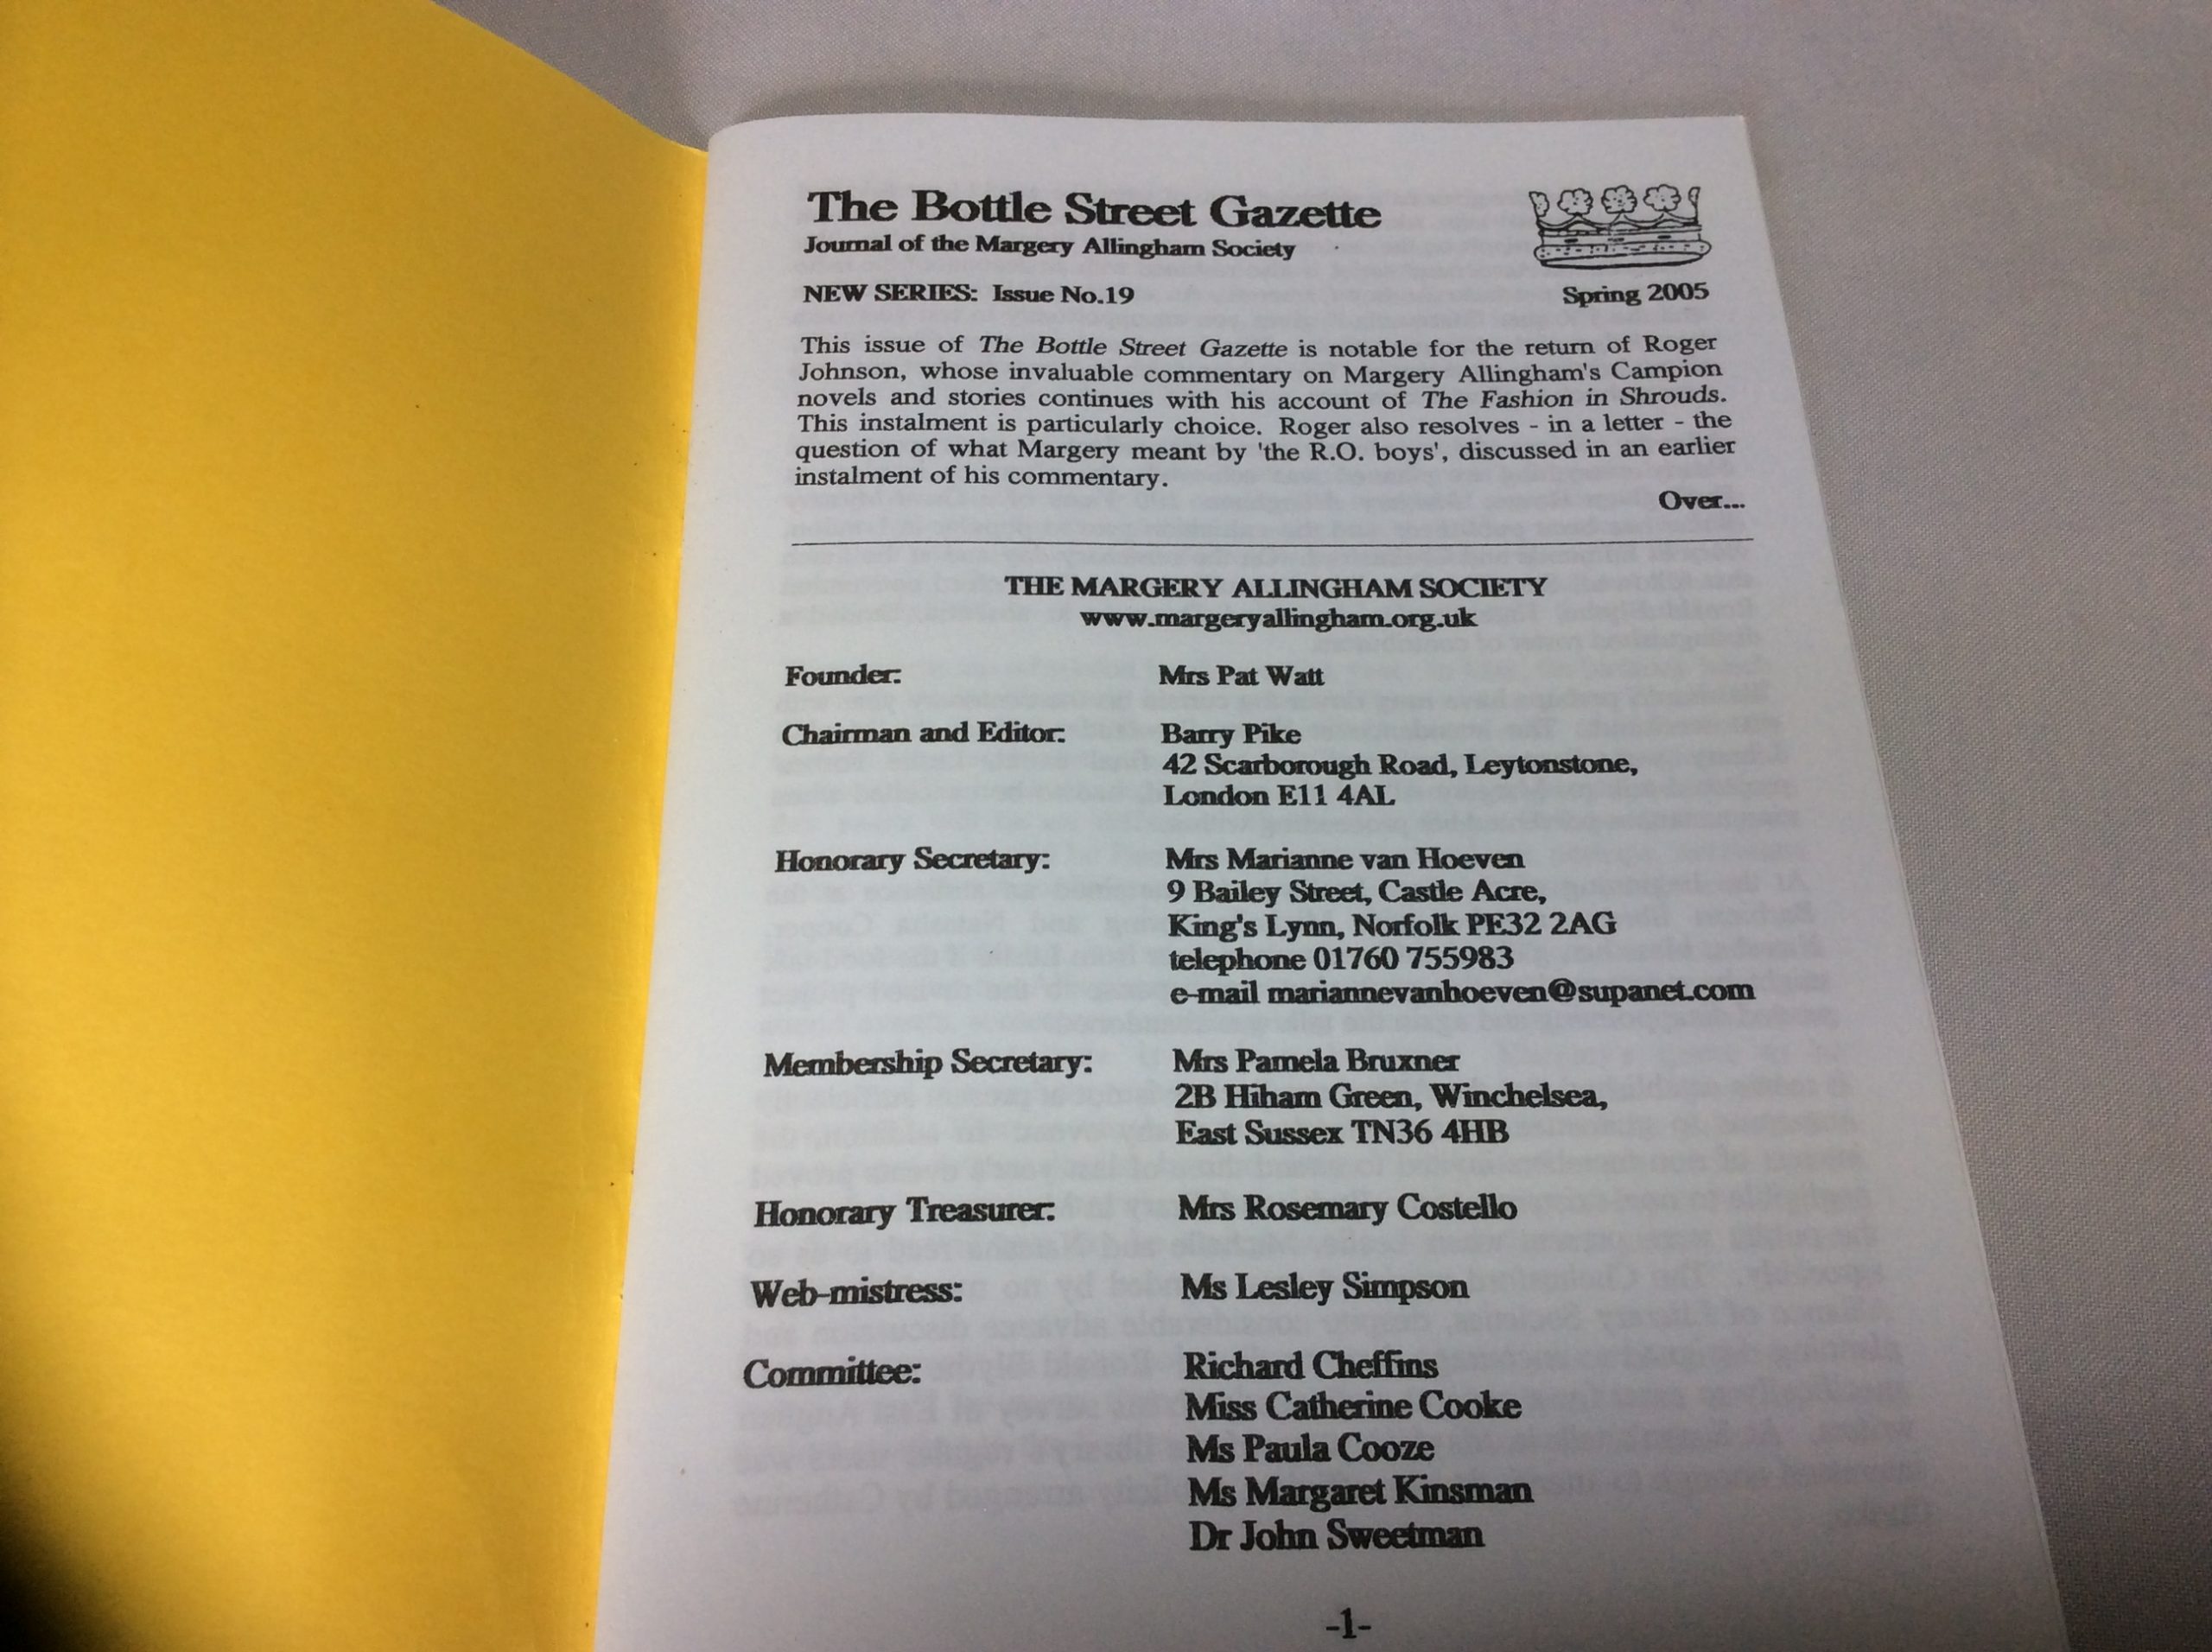 The Bottle Street Gazette
Journal of the Margery Allingham Society
NEW SERIES: Issue No.19
Spring 2005
This issue of The Bottle Street Gazette is notable for the return of Roger
Johnson, whose invaluable commentary on Margery Allingham's Campion
novels and stories continues with his account of The Fashion in Shrouds.
This instalment is particularly choice. Roger also resolves - in a letter - the
question of what Margery meant by 'the R.O. boys', discussed in an earlier
instalment of his commentary.
Over...
THE MARGERY ALLINGHAM SOCIETY
www.margeryallingham.org.uk
Founder: Mrs Pat Watt
Chairman and Editor: Barry Pike
42 Scarborough Road, Leytonstone,
London E11 4AL
Honorary Secretary: Mrs Marianne van Hoeven
9 Bailey Street, Castle Acre,
King's Lynn, Norfolk PE32 2AG
telephone 01760 755983
e-mail mariannevanhoeven@supanet.com
Membership Secretary: Mrs Pamela Bruxner
2B Hiham Green, Winchelsea,
East Sussex TN36 4HB
Honorary Treasurer: Mrs Rosemary Costello
Web-mistress: Ms Lesley Simpson
Committee: Richard Cheffins
Miss Catherine Cooke
Ms Paula Cooze
Ms Margaret Kinsman
Dr John Sweetman
-1-